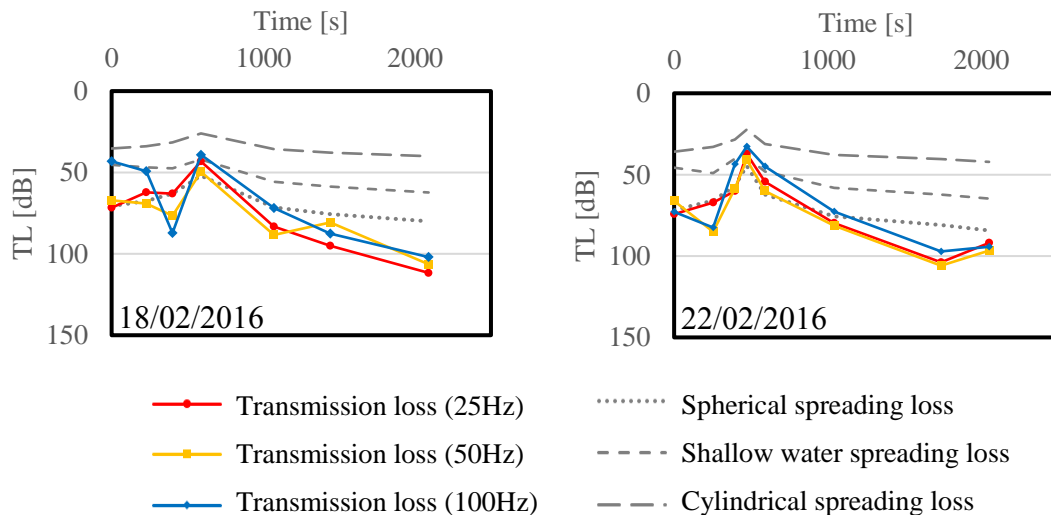 Time [s]
0 1000 2000
0
50
100
150
TL [dB]
18/02/2016
Time [s]
0 1000 2000
0
50
100
150
TL [dB]
22/02/2016
Transmission loss (25Hz)
Transmission loss (50Hz)
Transmission loss (100Hz)
Spherical spreading loss
Shallow water spreading loss
Cylindrical spreading loss